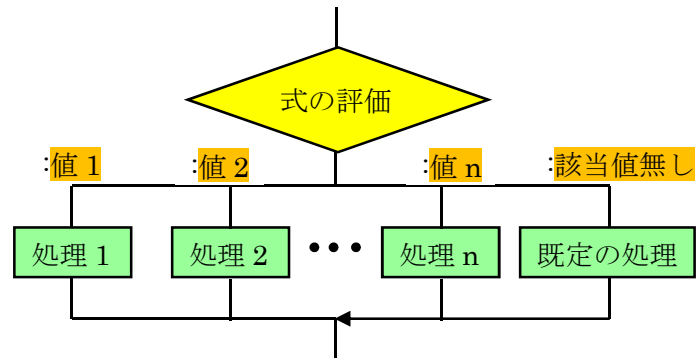 式の評価
:値 1
:値 2
:値 n
:該当値無し
処理 1
処理 2
•••
処理 n
既定の処理